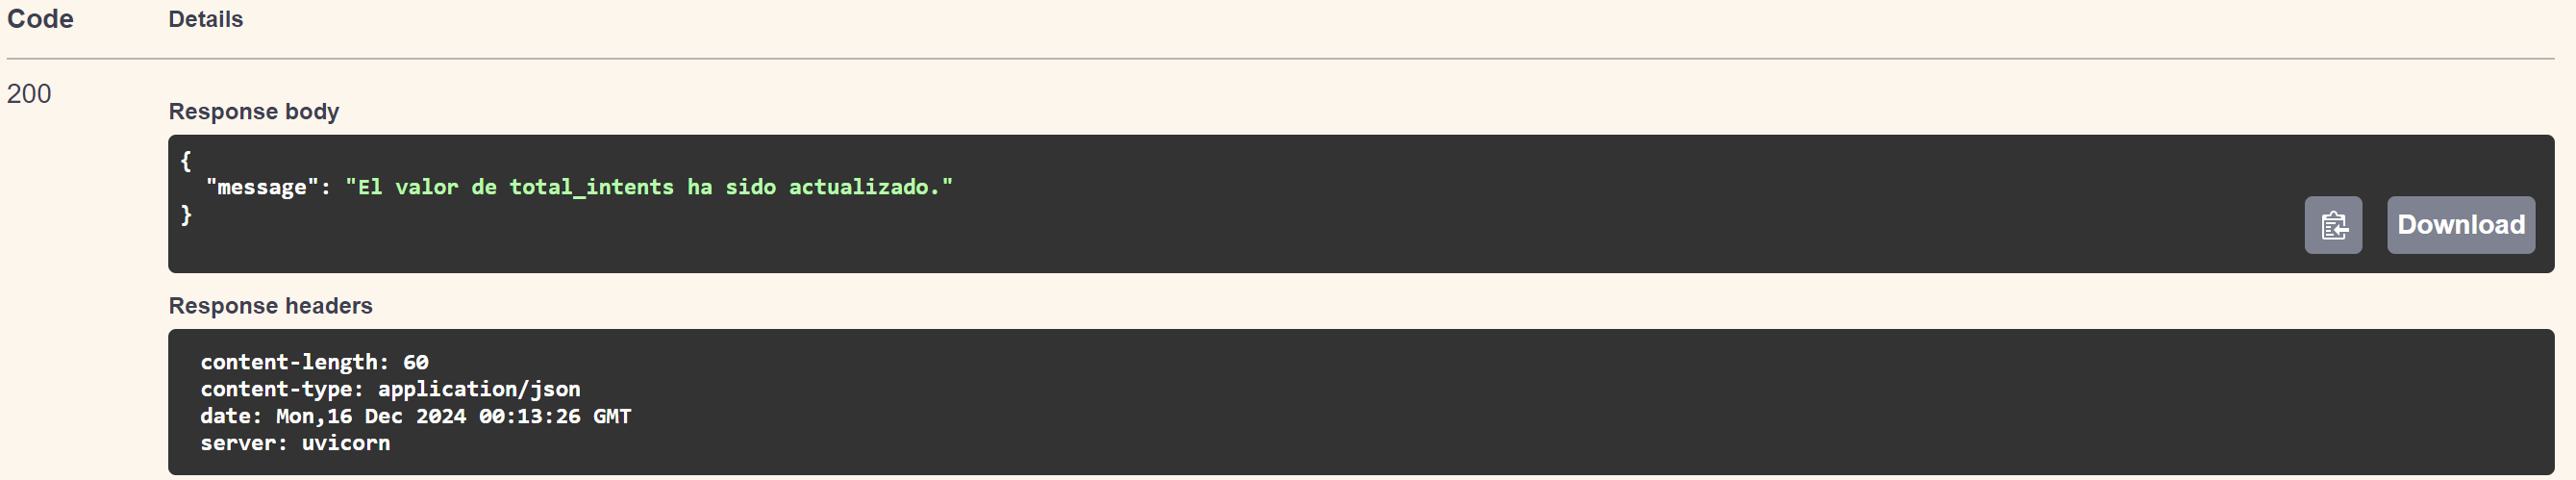 Code Details
200
Response body
{
"message": "El valor de total_intents ha sido actualizado."
}
Download
Response headers
content-length: 60
content-type: application/json
date: Mon,16 Dec 2024 00:13:26 GMT
server: uvicorn